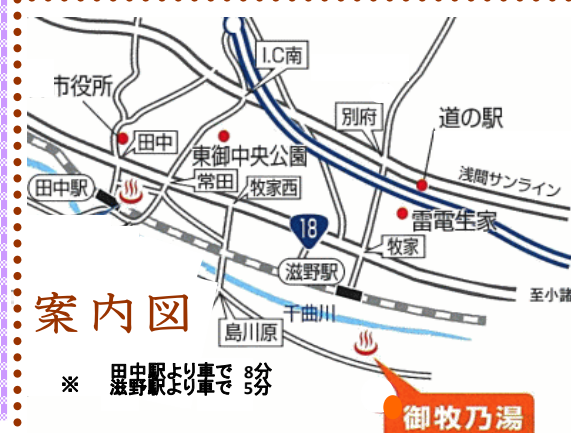 I.C南
市役所
別府
道の駅
田中
東御中央公園
浅間サンライン
田中駅
常田
牧家西
雷電生家
18
牧家
滋野駅
至小諸
案内図
千曲川
島川原
※ 田中駅より車で 8分
滋野駅より車で 5分
御牧乃湯